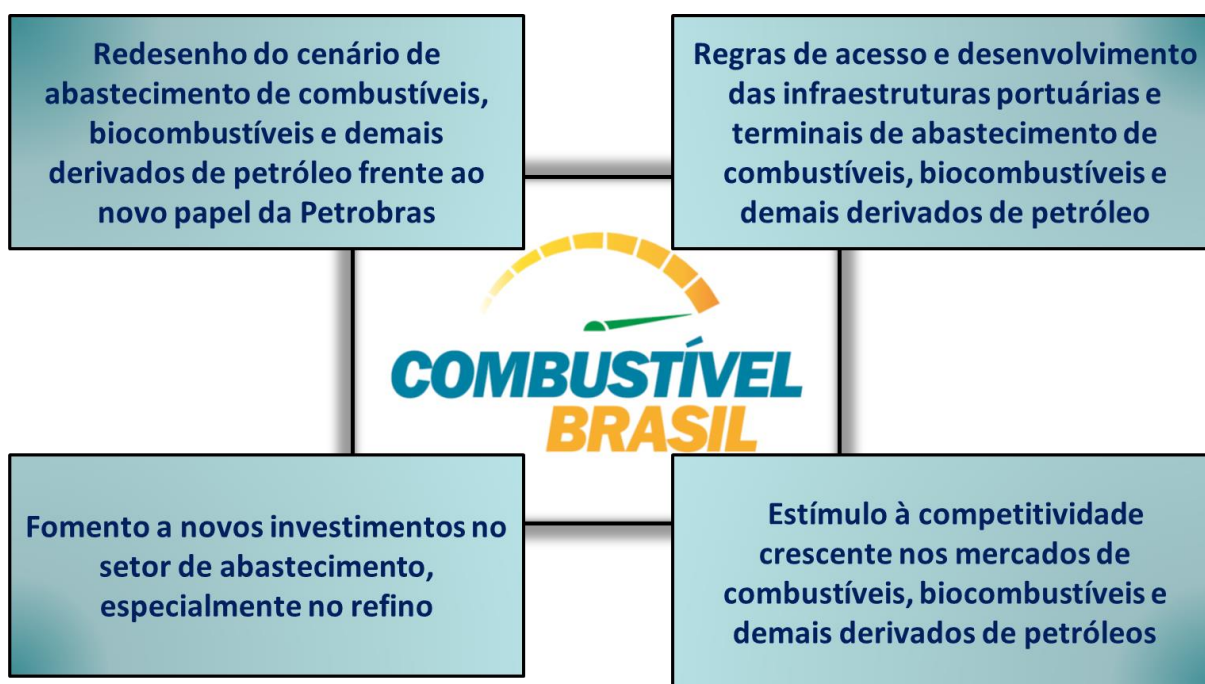 Redesenho do cenário de
abastecimento de combustíveis,
biocombustíveis e demais
derivados de petróleo frente ao
novo papel da Petrobras
Regras de acesso e desenvolvimento
das infraestruturas portuárias e
terminais de abastecimento de
combustíveis, biocombustíveis e
demais derivados de petróleo
COMBUSTÍVEL
BRASIL
Fomento a novos investimentos no
setor de abastecimento,
especialmente no refino
Estímulo à competitividade
crescente nos mercados de
combustíveis, biocombustíveis e
demais derivados de petróleos